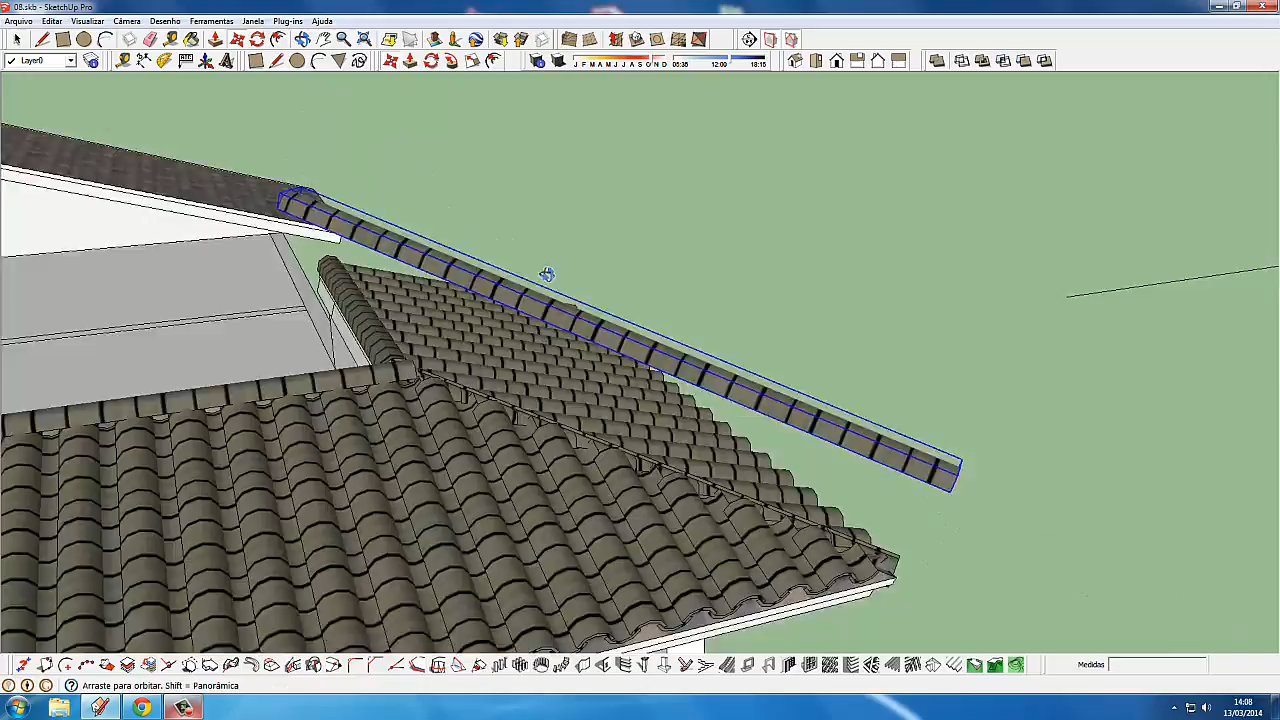 08.skb - SketchUp Pro
Arquivo Editar Visualizar Câmera Desenho Ferramentas Janela Plug-ins Ajuda
Layer0
J F M A M J J A S O N D 06:36 12:00 18:15
Medidas
Arraste para orbitar. Shift = Panorâmica
14:08
13/03/2014